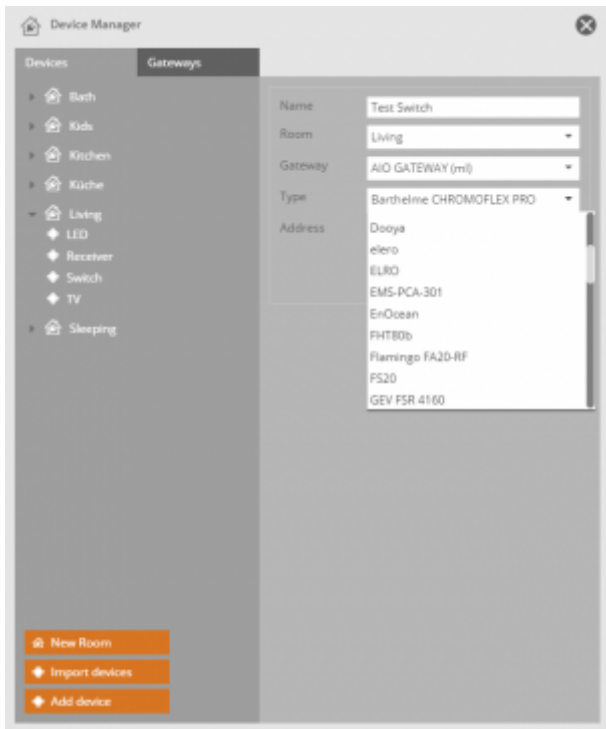 Device Manager
Devices
Gateways
Bath
Kids
Kitchen
Küche
Living
LED
Receiver
Switch
TV
Sleeping
New Room
Import devices
Add device
Name
Test Switch
Room
Living
Gateway
AIO GATEWAY (ml)
Type
Barthelme CHROMOFLEX PRO
Address
Dooya
elero
ELRO
EMS-PCA-301
EnOcean
FHT80b
Flamingo FA20-RF
FS20
GEV FSR 4160